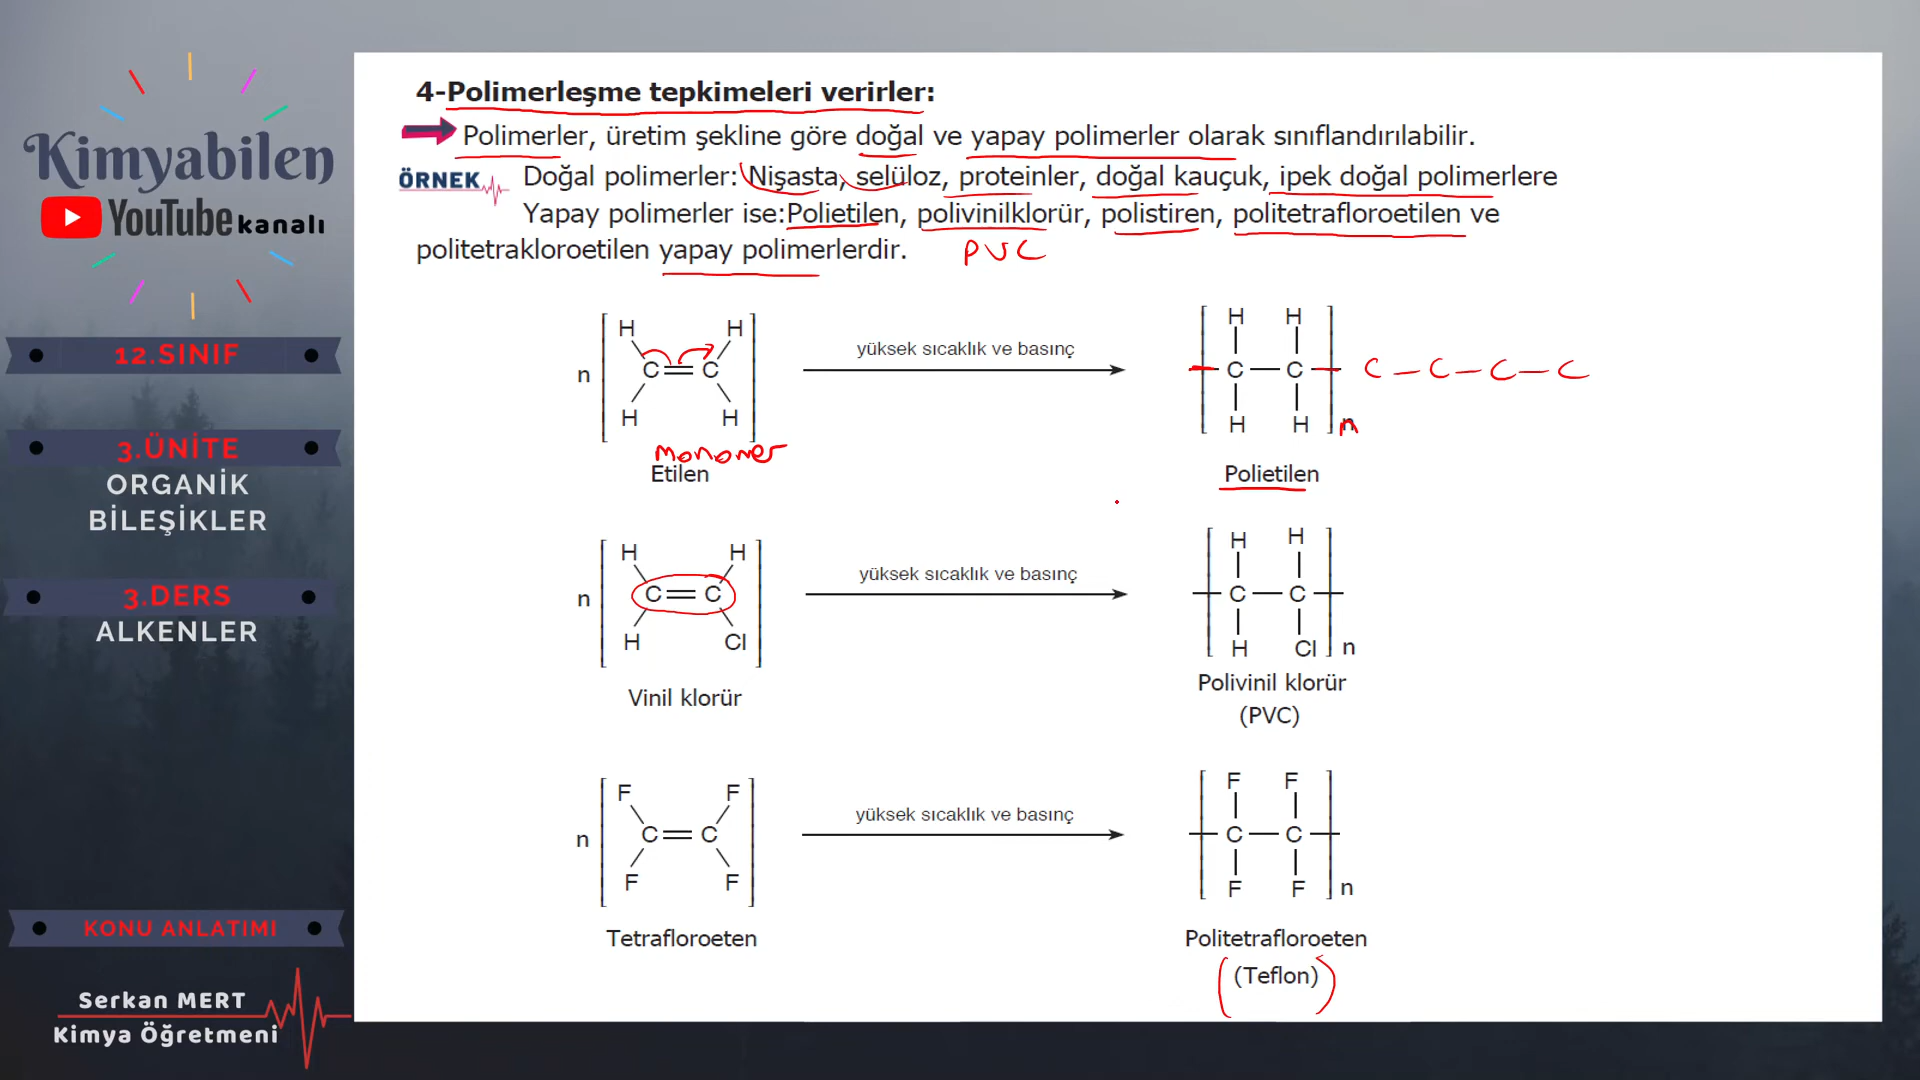 Kimyabilen
YouTube kanalı
12.SINIF
3.ÜNİTE
ORGANİK
BİLEŞİKLER
3.DERS
ALKENLER
KONU ANLATIMI
Serkan MERT
Kimya Öğretmeni
4-Polimerleşme tepkimeleri verirler:
Polimerler, üretim şekline göre doğal ve yapay polimerler olarak sınıflandırılabilir.
ÖRNEK Doğal polimerler: Nişasta, selüloz, proteinler, doğal kauçuk, ipek doğal polimerlere
Yapay polimerler ise:Polietilen, polivinilklorür, polistiren, politetrafloroetilen ve
politetrakloroetilen yapay polimerlerdir. PVC
H H H H
yüksek sıcaklık ve basınç
n C C C C C - C - C - C
H H H H n
monomer
Etilen Polietilen
H H H H
yüksek sıcaklık ve basınç
n C C C C
H Cl H Cl n
Vinil klorür Polivinil klorür
(PVC)
F F F F
yüksek sıcaklık ve basınç
n C C C C
F F F F n
Tetrafloroeten Politetrafloroeten
(Teflon)